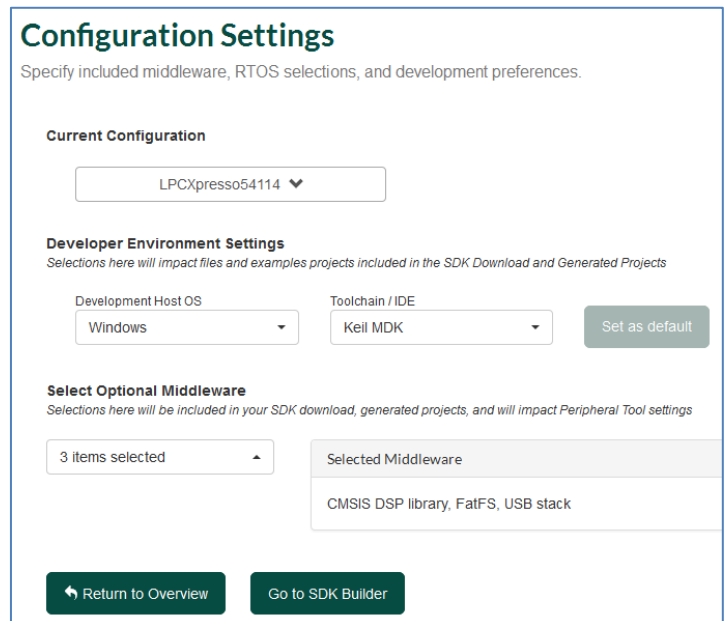 Configuration Settings
Specify included middleware, RTOS selections, and development preferences.
Current Configuration
LPCXpresso54114
Developer Environment Settings
Selections here will impact files and examples projects included in the SDK Download and Generated Projects
Development Host OS
Toolchain / IDE
Windows
Keil MDK
Set as default
Select Optional Middleware
Selections here will be included in your SDK download, generated projects, and will impact Peripheral Tool settings
3 items selected
Selected Middleware
CMSIS DSP library, FatFS, USB stack
Return to Overview
Go to SDK Builder